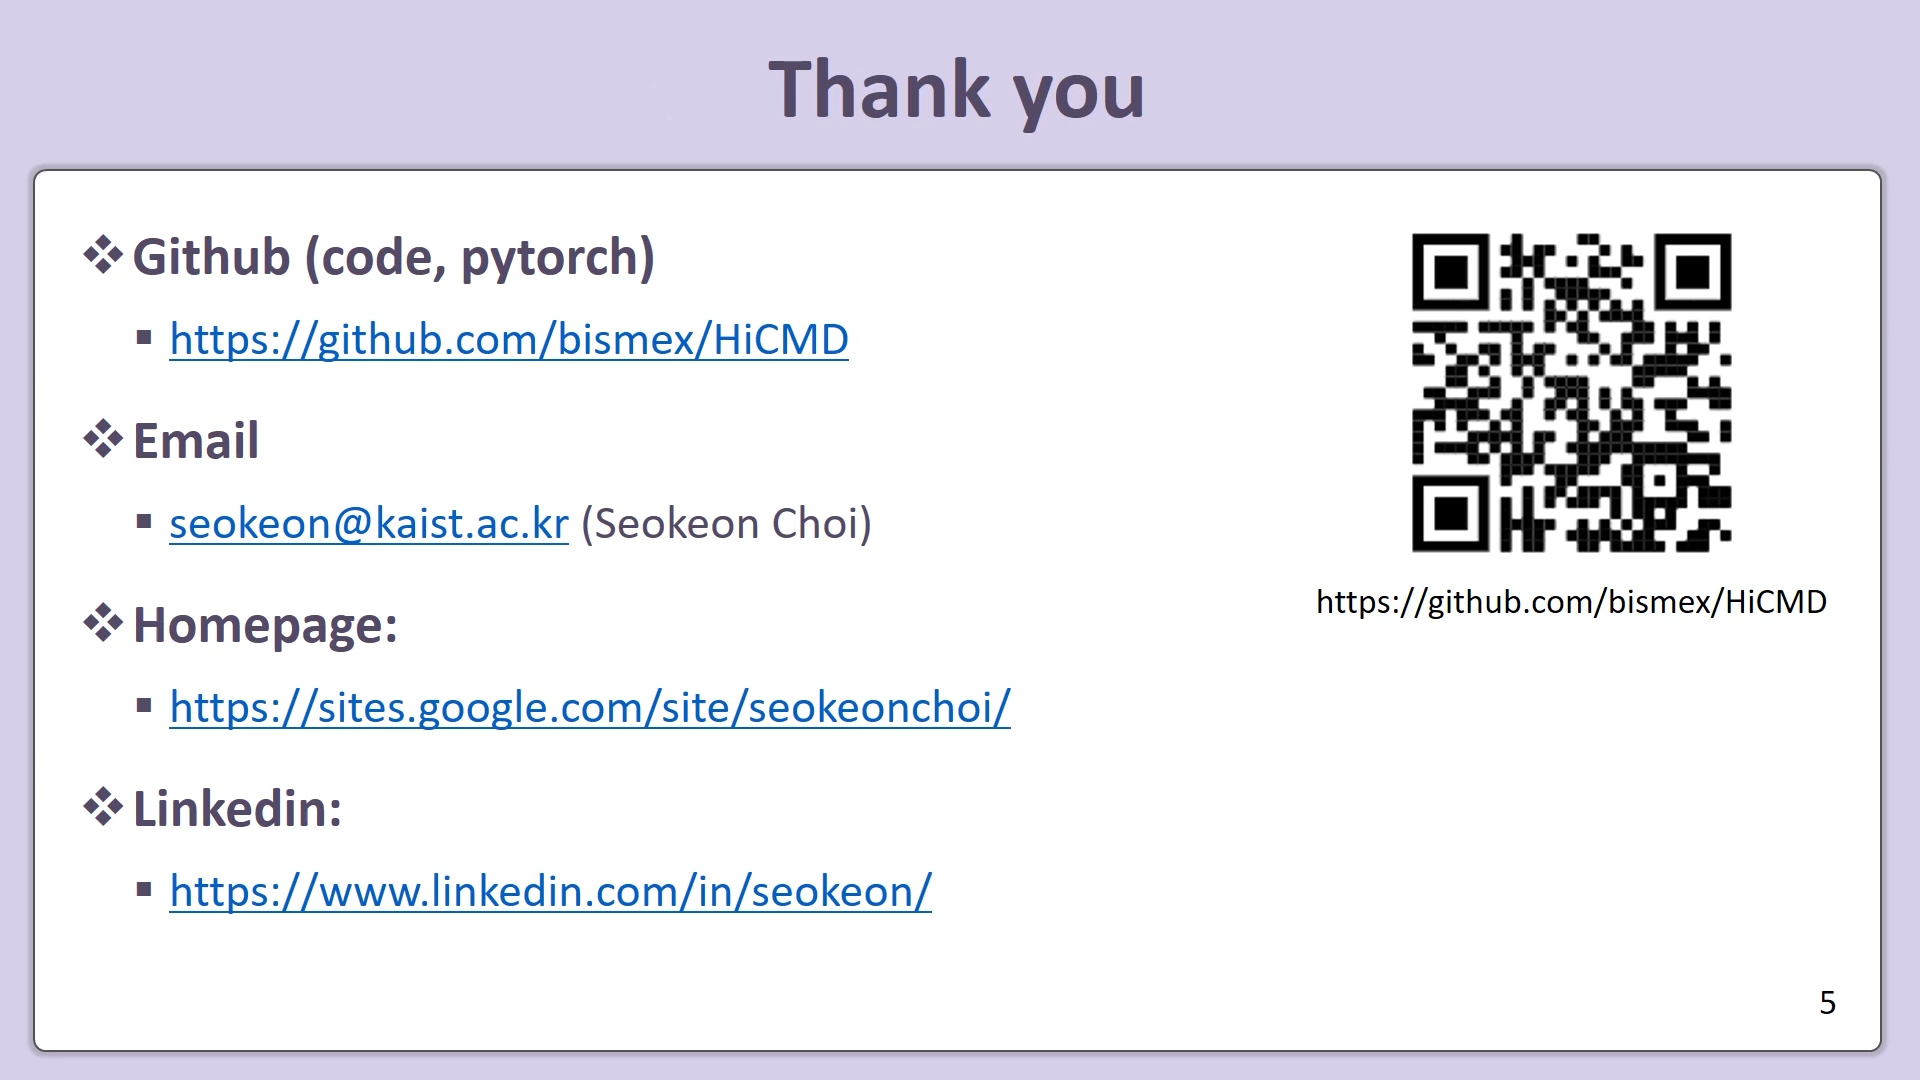 Thank you
Github (code, pytorch)
https://github.com/bismex/HiCMD
Email
seokeon@kaist.ac.kr (Seokeon Choi)
Homepage:
https://sites.google.com/site/seokeonchoi/
Linkedin:
https://www.linkedin.com/in/seokeon/
https://github.com/bismex/HiCMD
5